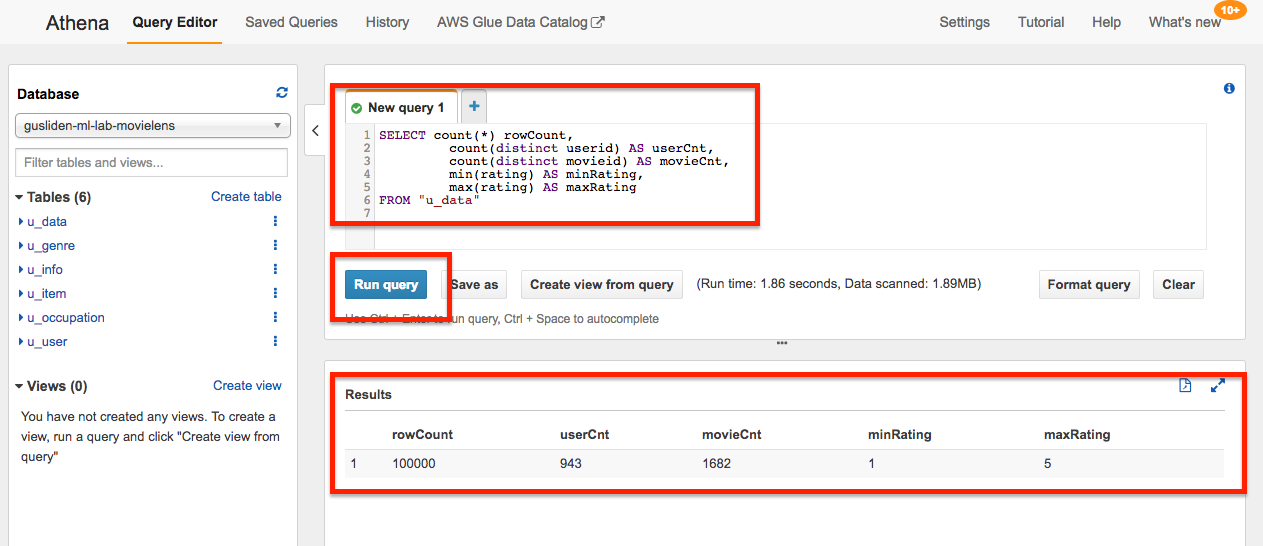 Athena Query Editor Saved Queries History AWS Glue Data Catalog Settings Tutorial Help What's new 10+
Database
gusliden-ml-lab-movielens
Filter tables and views...
Tables (6) Create table
u_data
u_genre
u_info
u_item
u_occupation
u_user
Views (0) Create view
You have not created any views. To create a
view, run a query and click "Create view from
query"
New query 1 +
1 SELECT count(*) rowCount,
2 count(distinct userid) AS userCnt,
3 count(distinct movieid) AS movieCnt,
4 min(rating) AS minRating,
5 max(rating) AS maxRating
6 FROM "u_data"
7
Run query Save as Create view from query (Run time: 1.86 seconds, Data scanned: 1.89MB) Format query Clear
Use Ctrl + Enter to run query, Ctrl + Space to autocomplete
Results
rowCount userCnt movieCnt minRating maxRating
1 100000 943 1682 1 5